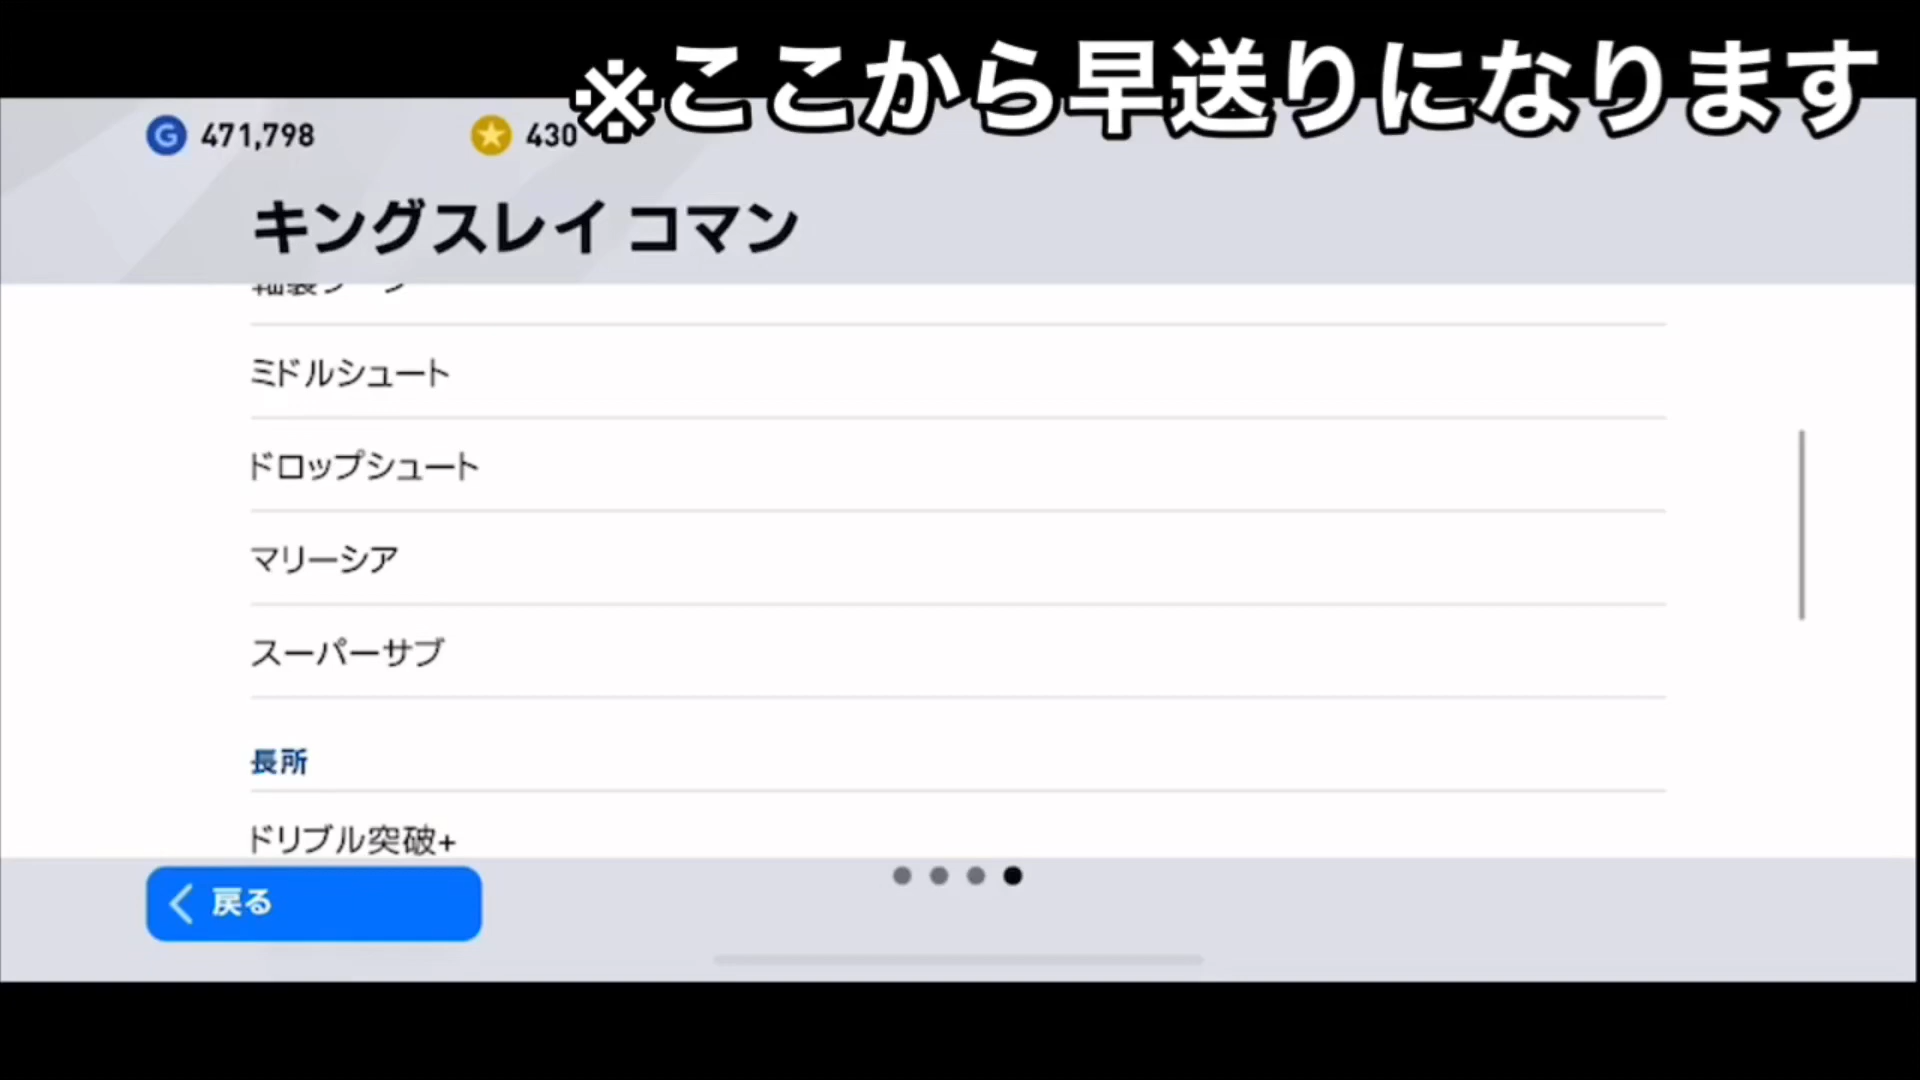 ※ここから早送りになります
471,798
430
キングスレイ コマン
ミドルシュート
ドロップシュート
マリーシア
スーパーサブ
長所
ドリブル突破+
戻る